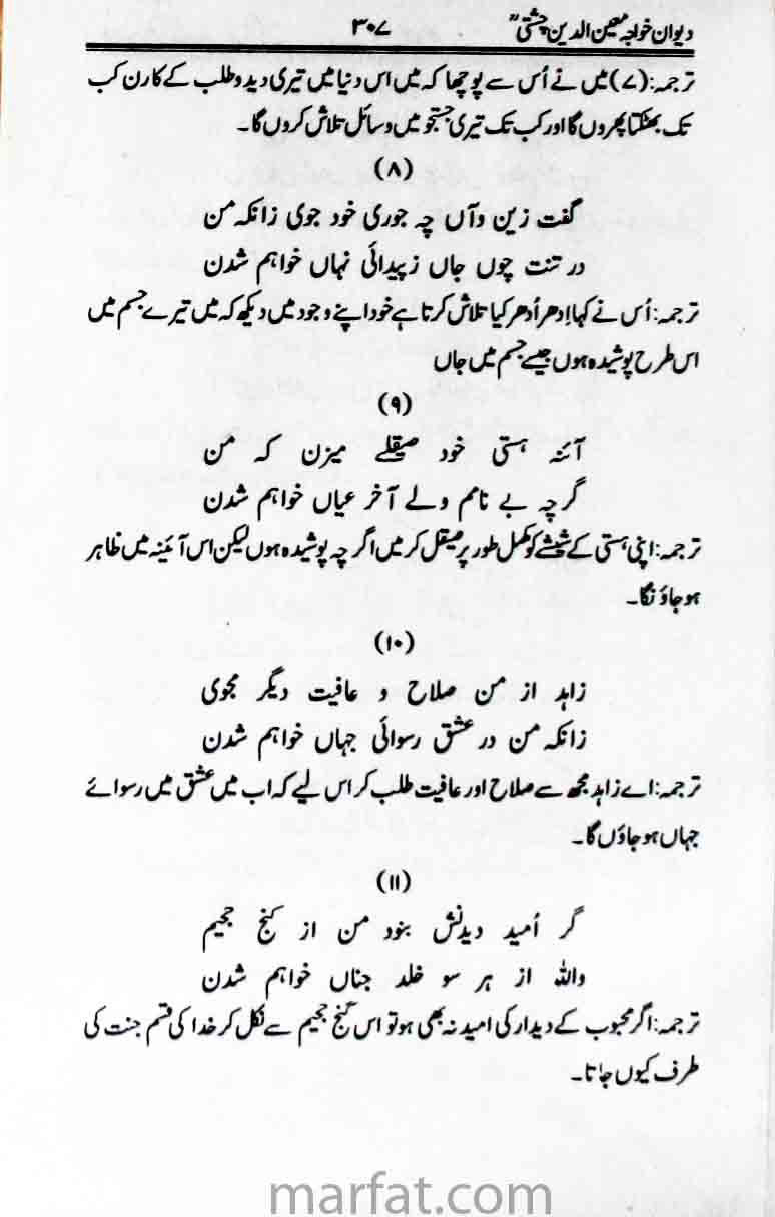 دیوان خواجہ معین الدین چشتیؒ ۳۰۷
ترجمہ:(۷)میں نے اُس سے پوچھا کہ میں اس دنیا میں تیری دید و طلب کے کارن کب
تک بھٹکتا پھروں گا اور کب تک تیری جستجو میں وسائل تلاش کروں گا۔
(۸)
گفت زین وآں چہ جوری خود جوی زانکہ من
در تنت چوں جاں زپیدائی نہاں خواہم شدن
ترجمہ:اُس نے کہا اِدھر اُدھر کیا تلاش کرتا ہے خود اپنے وجود میں دیکھ کہ میں تیرے جسم میں
اس طرح پوشیدہ ہوں جیسے جسم میں جاں
(۹)
آئنہ ہستی خود صیقلے میزن کہ من
گرچہ بے نامم ولے آخر عیاں خواہم شدن
ترجمہ:اپنی ہستی کے شیشے کو مکمل طور پر صیقل کر میں اگرچہ پوشیدہ ہوں لیکن اس آئینہ میں ظاہر
ہو جاؤنگا۔
(۱۰)
زاہد از من صلاح و عافیت دیگر مجوی
زانکہ من در عشق رسوائی جہاں خواہم شدن
ترجمہ:اے زاہد مجھ سے صلاح اور عافیت طلب کر اس لیے کہ اب میں عشق میں رسوائے
جہاں ہو جاؤں گا۔
(۱۱)
گر اُمید دیدنش بنود من از کنج جحیم
واللہ از ہر سو خلد جناں خواہم شدن
ترجمہ:اگر محبوب کے دیدار کی امید نہ بھی ہو تو اس کنج جحیم سے نکل کر خدا کی قسم جنت کی
طرف کیوں جاتا۔
marfat.com